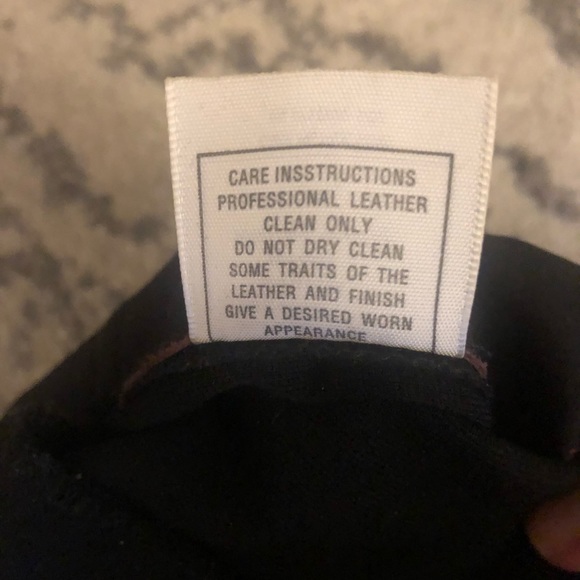 CARE INSSTRUCTIONS
PROFESSIONAL LEATHER
CLEAN ONLY
DO NOT DRY CLEAN
SOME TRAITS OF THE
LEATHER AND FINISH
GIVE A DESIRED WORN
APPEARANCE